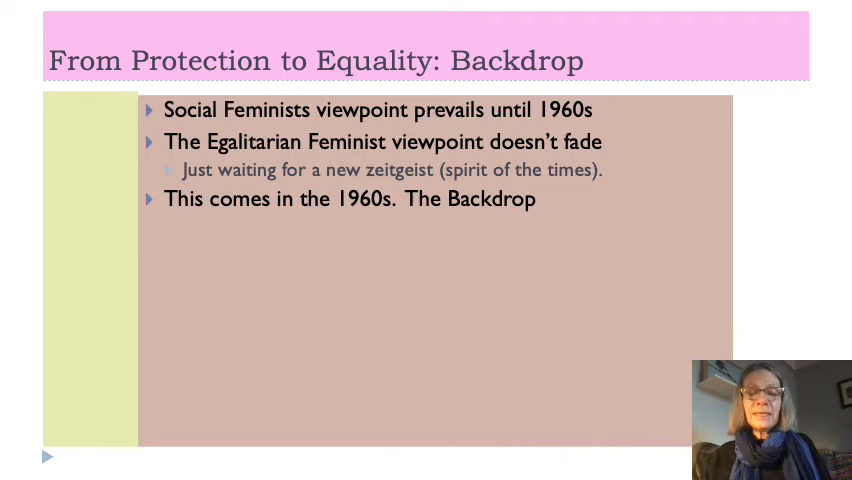 From Protection to Equality: Backdrop
Social Feminists viewpoint prevails until 1960s
The Egalitarian Feminist viewpoint doesn’t fade
Just waiting for a new zeitgeist (spirit of the times).
This comes in the 1960s. The Backdrop